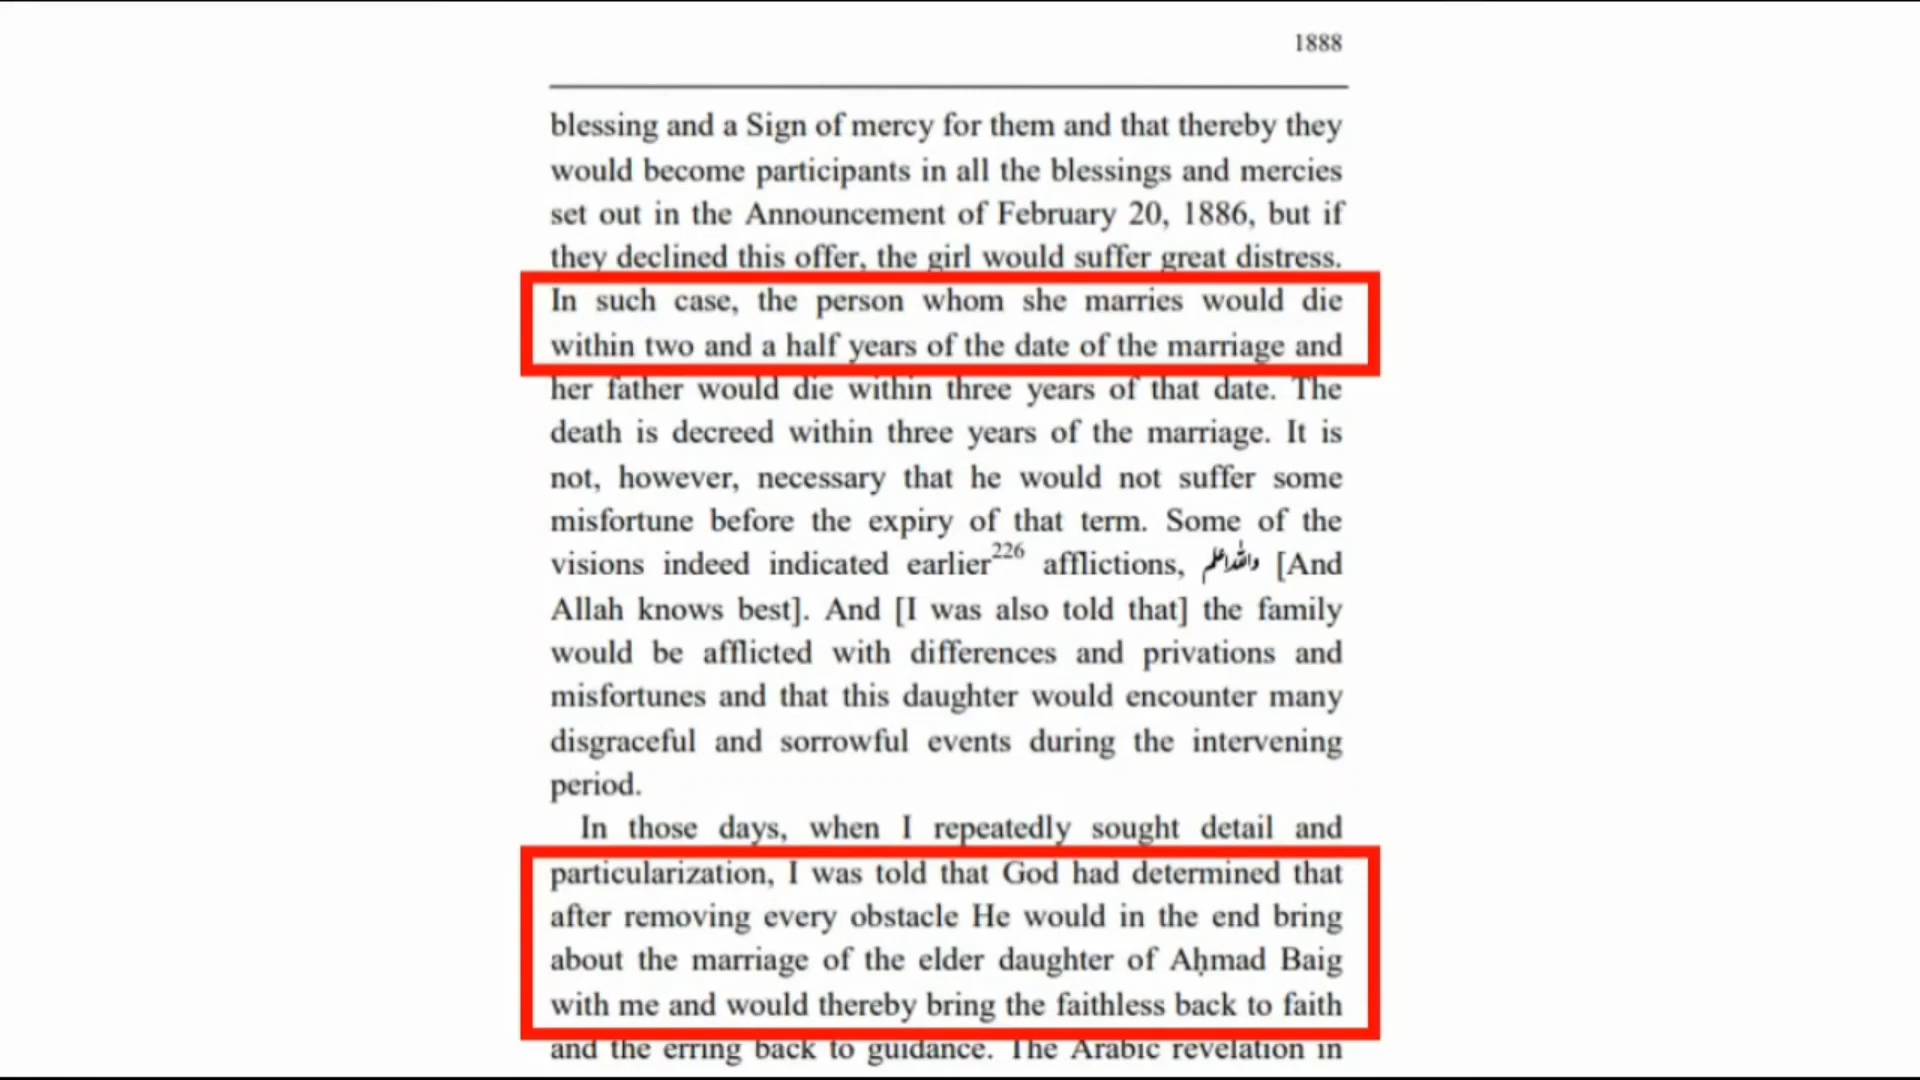 1888
blessing and a Sign of mercy for them and that thereby they
would become participants in all the blessings and mercies
set out in the Announcement of February 20, 1886, but if
they declined this offer, the girl would suffer great distress.
In such case, the person whom she marries would die
within two and a half years of the date of the marriage and
her father would die within three years of that date. The
death is decreed within three years of the marriage. It is
not, however, necessary that he would not suffer some
misfortune before the expiry of that term. Some of the
visions indeed indicated earlier226 afflictions, والله اعلم [And
Allah knows best]. And [I was also told that] the family
would be afflicted with differences and privations and
misfortunes and that this daughter would encounter many
disgraceful and sorrowful events during the intervening
period.
In those days, when I repeatedly sought detail and
particularization, I was told that God had determined that
after removing every obstacle He would in the end bring
about the marriage of the elder daughter of Aḥmad Baig
with me and would thereby bring the faithless back to faith
and the erring back to guidance. The Arabic revelation in